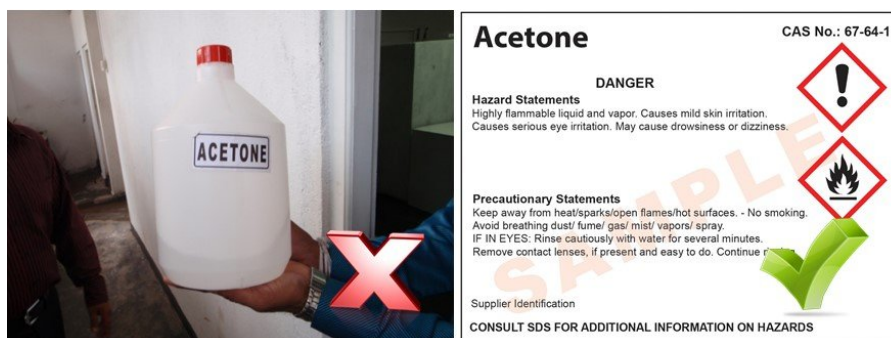 ACETONE
Acetone
CAS No.: 67-64-1
DANGER
Hazard Statements
Highly flammable liquid and vapor. Causes mild skin irritation.
Causes serious eye irritation. May cause drowsiness or dizziness.
Precautionary Statements
Keep away from heat/sparks/open flames/hot surfaces. - No smoking.
Avoid breathing dust/ fume/ gas/ mist/ vapors/ spray.
IF IN EYES: Rinse cautiously with water for several minutes.
Remove contact lenses, if present and easy to do. Continue
SAMPLE
Supplier Identification
CONSULT SDS FOR ADDITIONAL INFORMATION ON HAZARDS